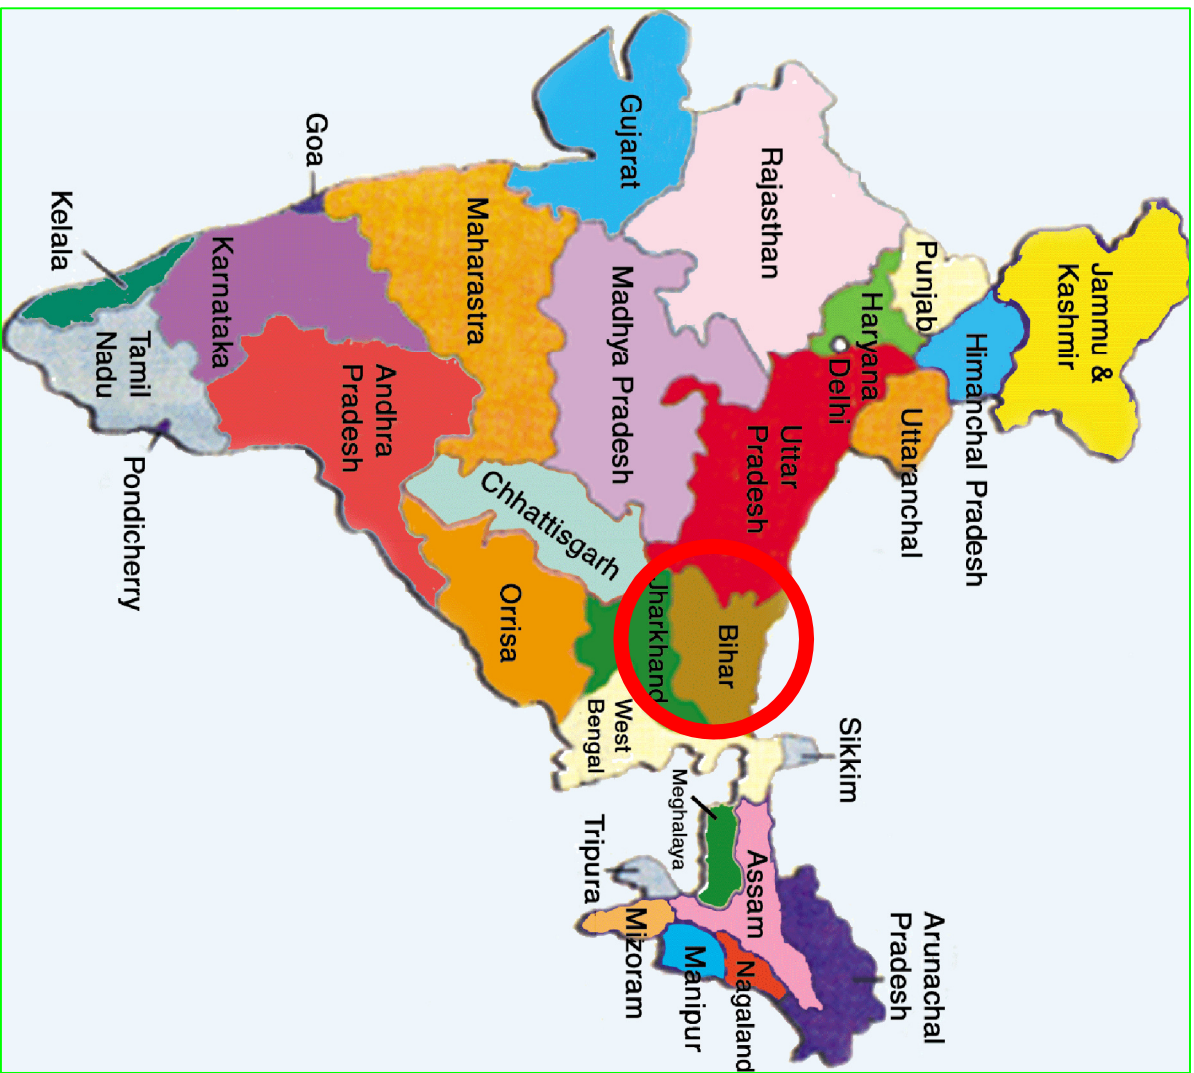 Jammu &
Kashmir
Himanchal Pradesh
Punjab
Uttaranchal
Haryana
Delhi
Rajasthan
Uttar
Pradesh
Bihar
Sikkim
Arunachal
Pradesh
Assam
Nagaland
Meghalaya
Manipur
Mizoram
Tripura
Gujarat
Madhya Pradesh
Jharkhand
West
Bengal
Chhattisgarh
Orrisa
Maharastra
Andhra
Pradesh
Goa
Karnataka
Kelala
Tamil
Nadu
Pondicherry